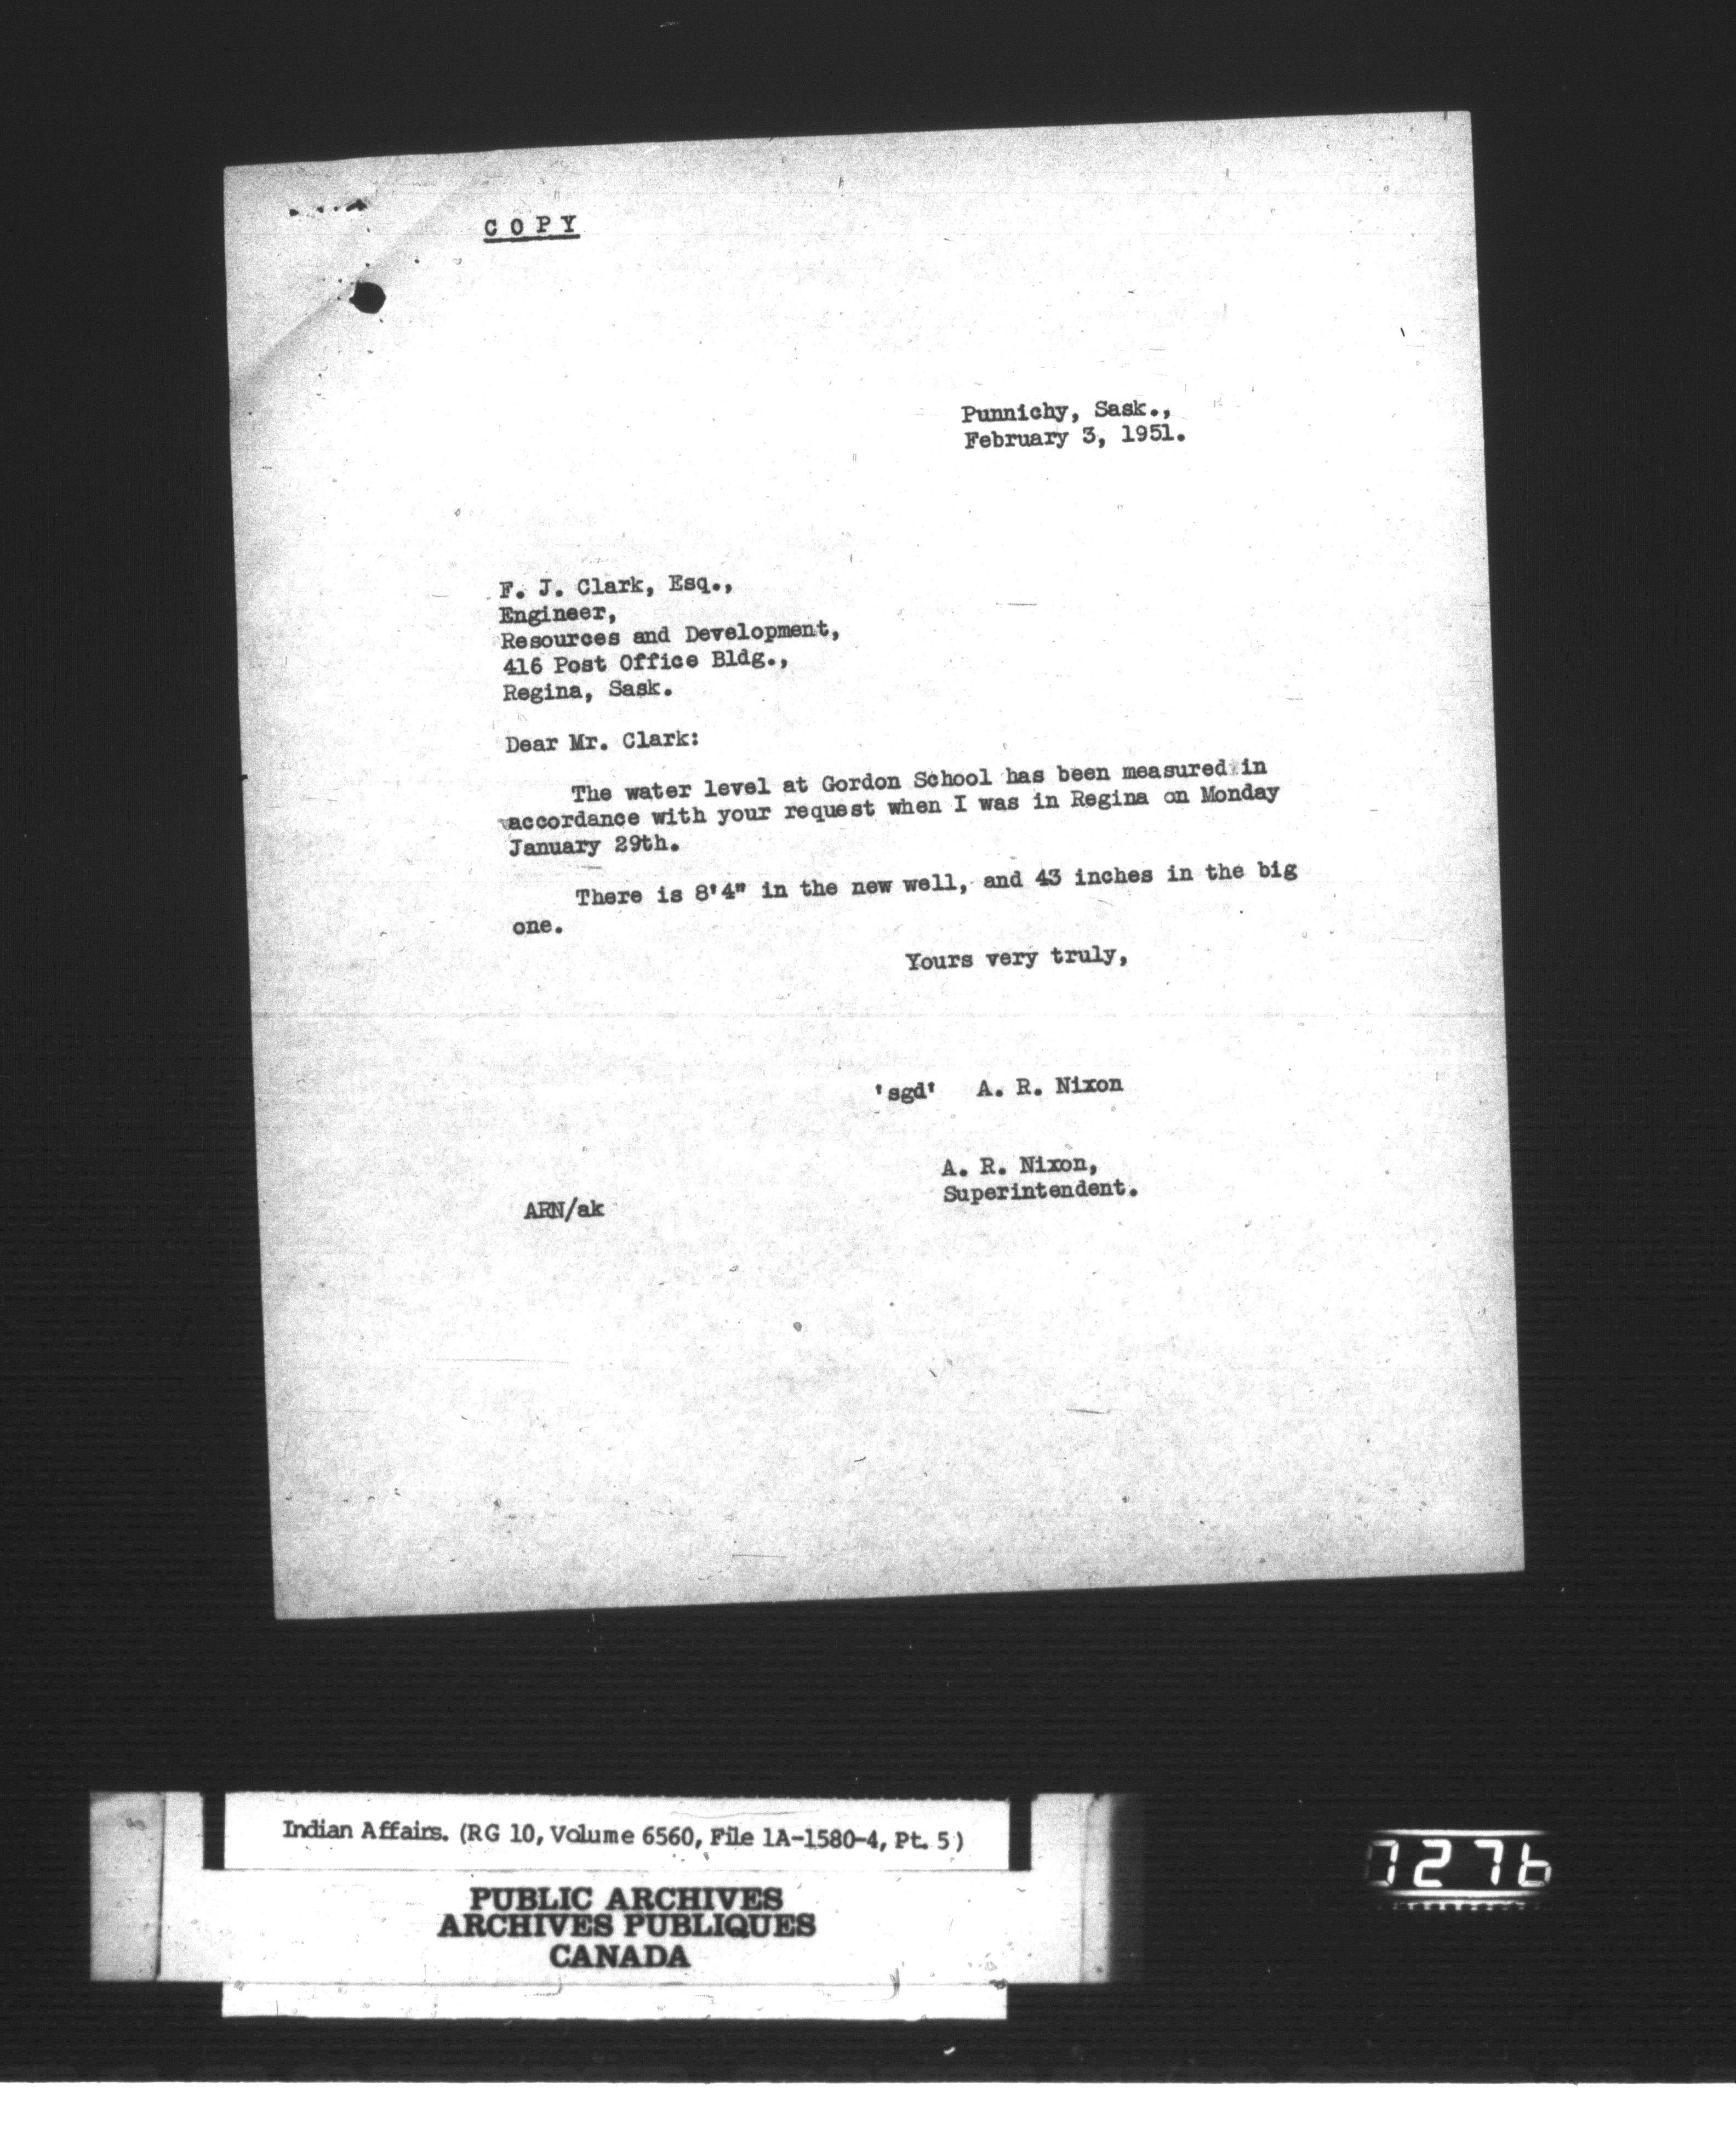 C O P Y
Punnichy, Sask.,
February 3, 1951.
F. J. Clark, Esq.,
Engineer,
Resources and Development,
416 Post Office Bldg.,
Regina, Sask.
Dear Mr. Clark:
The water level at Gordon School has been measured in
accordance with your request when I was in Regina on Monday
January 29th.
There is 8'4" in the new well, and 43 inches in the big
one.
Yours very truly,
'sgd' A. R. Nixon
A. R. Nixon,
Superintendent.
ARN/ak
Indian Affairs. (RG 10, Volume 6560, File 1A-1580-4, Pt. 5)
PUBLIC ARCHIVES
ARCHIVES PUBLIQUES
CANADA
0276